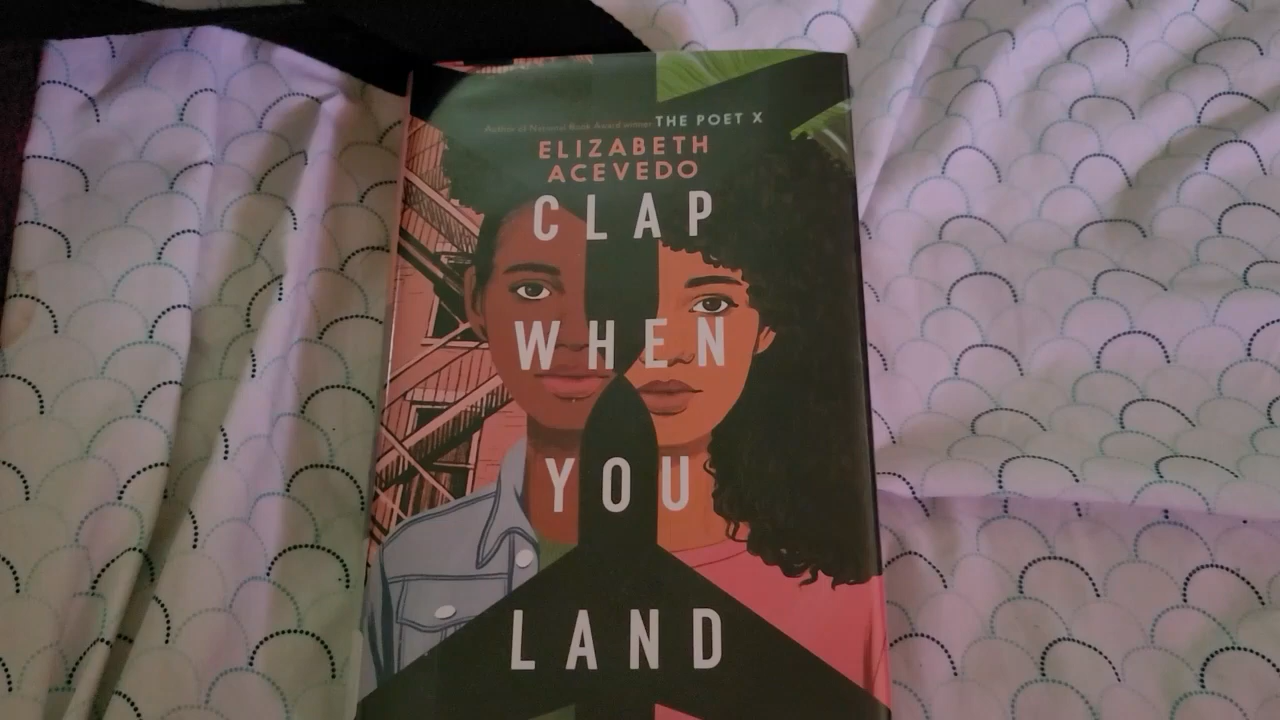 Author of National Book Award winner THE POET X
ELIZABETH
ACEVEDO
CLAP
WHEN
YOU
LAND